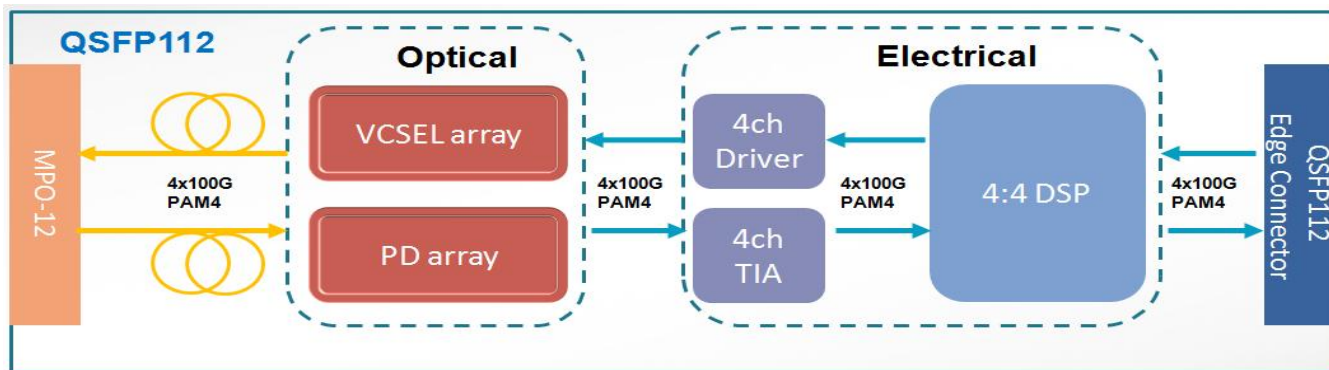 QSFP112
Optical
Electrical
MPO-12
VCSEL array
PD array
4x100G
PAM4
4x100G
PAM4
4ch
Driver
4ch
TIA
4x100G
PAM4
4:4 DSP
4x100G
PAM4
QSFP112
Edge Connector